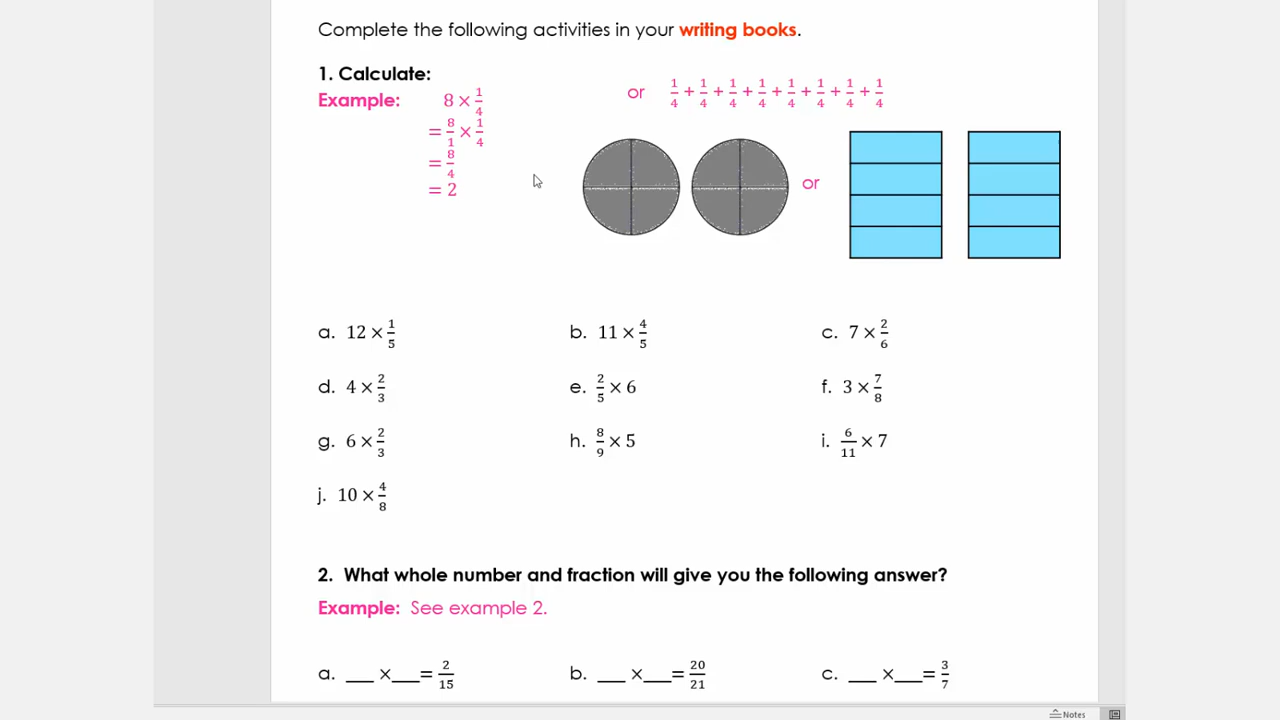 Complete the following activities in your writing books.
1. Calculate:
Example: 8 × 1/4 or 1/4 + 1/4 + 1/4 + 1/4 + 1/4 + 1/4 + 1/4 + 1/4
= 8/1 × 1/4
= 8/4
= 2
or
a. 12 × 1/5 b. 11 × 4/5 c. 7 × 2/6
d. 4 × 2/3 e. 2/5 × 6 f. 3 × 7/8
g. 6 × 2/3 h. 8/9 × 5 i. 6/11 × 7
j. 10 × 4/8
2. What whole number and fraction will give you the following answer?
Example: See example 2.
a. ___ ×___= 2/15 b. ___ ×___= 20/21 c. ___ ×___= 3/7
Notes